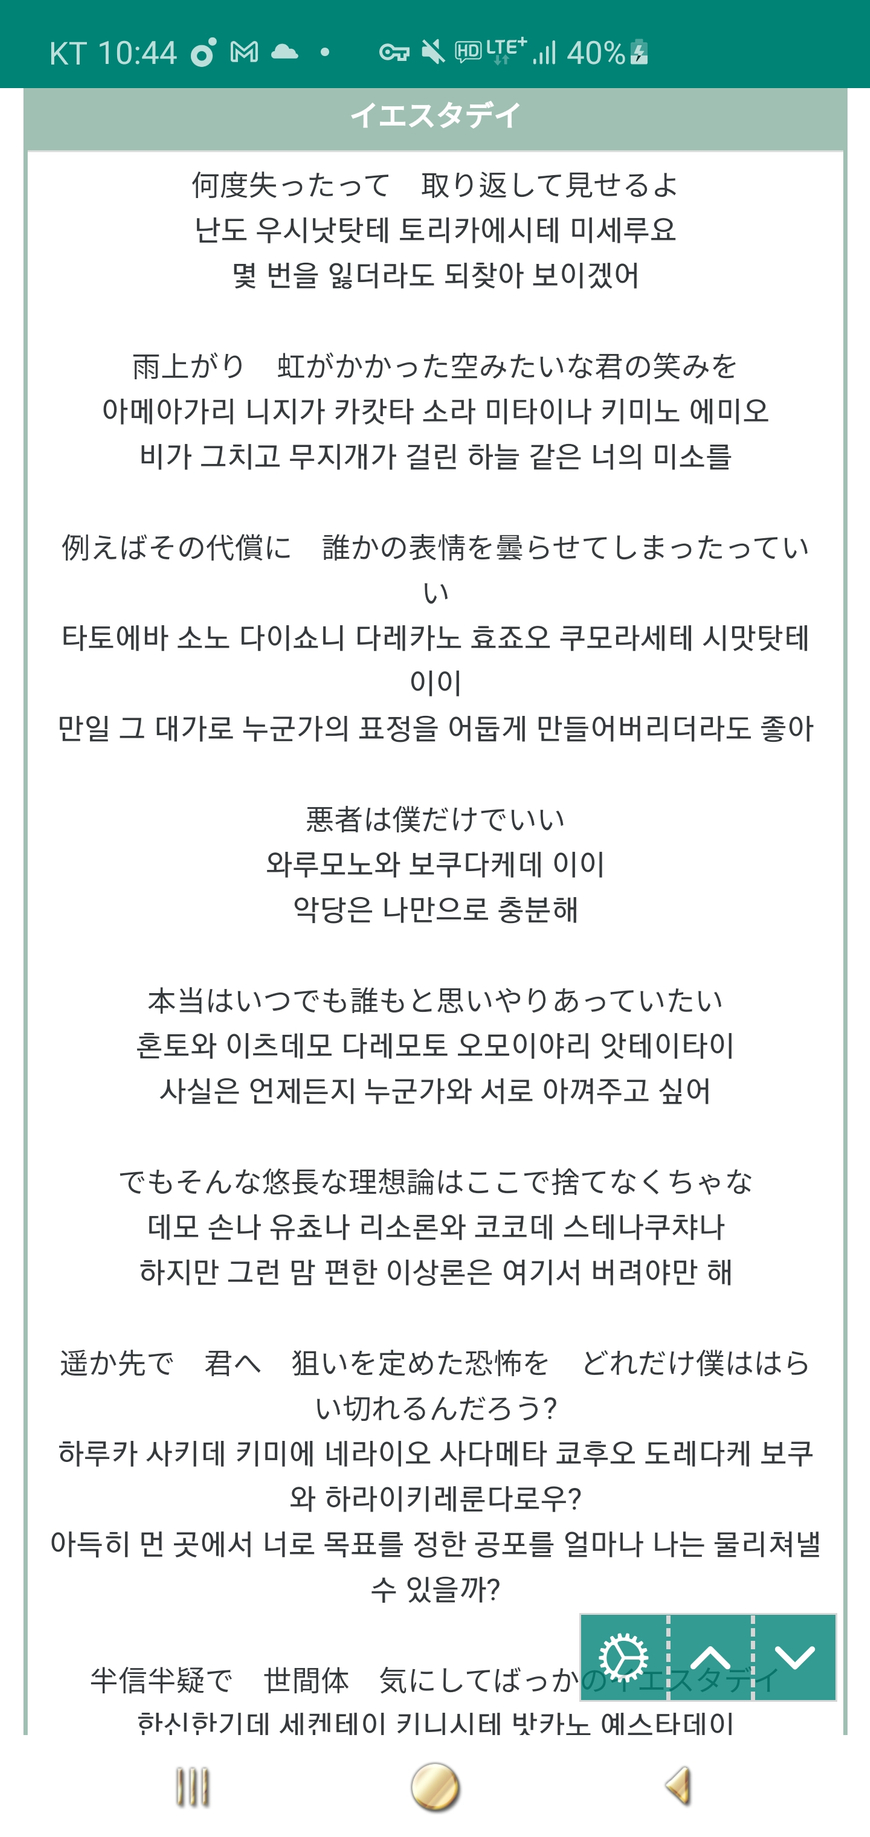 KT 10:44 HD LTE+ 40%
イエスタデイ
何度失ったって　取り返して見せるよ
난도 우시낫탓테 토리카에시테 미세루요
몇 번을 잃더라도 되찾아 보이겠어
雨上がり　虹がかかった空みたいな君の笑みを
아메아가리 니지가 카캇타 소라 미타이나 키미노 에미오
비가 그치고 무지개가 걸린 하늘 같은 너의 미소를
例えばその代償に　誰かの表情を曇らせてしまったってい
い
타토에바 소노 다이쇼니 다레카노 효죠오 쿠모라세테 시맛탓테
이이
만일 그 대가로 누군가의 표정을 어둡게 만들어버리더라도 좋아
悪者は僕だけでいい
와루모노와 보쿠다케데 이이
악당은 나만으로 충분해
本当はいつでも誰もと思いやりあっていたい
혼토와 이츠데모 다레모토 오모이야리 앗테이타이
사실은 언제든지 누군가와 서로 아껴주고 싶어
でもそんな悠長な理想論はここで捨てなくちゃな
데모 손나 유쵸나 리소론와 코코데 스테나쿠챠나
하지만 그런 맘 편한 이상론은 여기서 버려야만 해
遥か先で　君へ　狙いを定めた恐怖を　どれだけ僕ははら
い切れるんだろう?
하루카 사키데 키미에 네라이오 사다메타 쿄후오 도레다케 보쿠
와 하라이키레룬다로우?
아득히 먼 곳에서 너로 목표를 정한 공포를 얼마나 나는 물리쳐낼
수 있을까?
半信半疑で　世間体　気にしてばっかのイエスタデイ
한신한기데 세켄테이 키니시테 밧카노 예스타데이